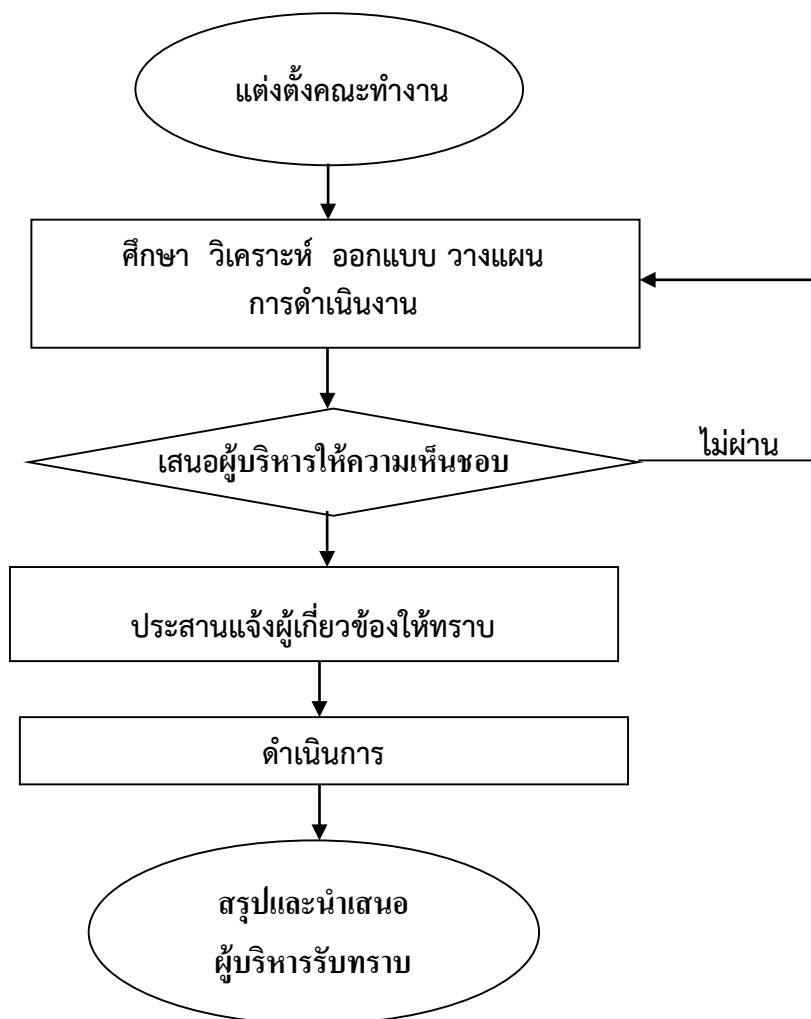 แต่งตั้งคณะทำงาน
ศึกษา วิเคราะห์ ออกแบบ วางแผน
การดำเนินงาน
เสนอผู้บริหารให้ความเห็นชอบ
ไม่ผ่าน
ประสานแจ้งผู้เกี่ยวข้องให้ทราบ
ดำเนินการ
สรุปและนำเสนอ
ผู้บริหารรับทราบ